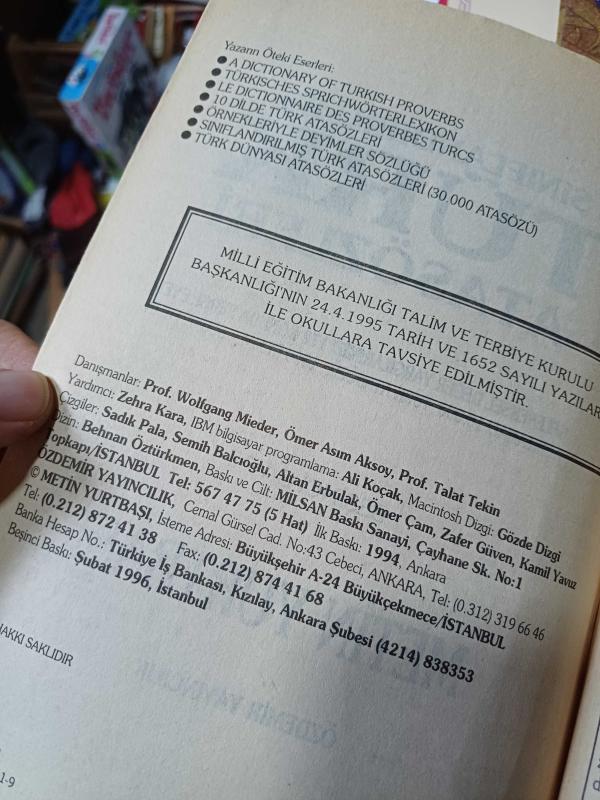 Yazarın Öteki Eserleri:
● A DICTIONARY OF TURKISH PROVERBS
● TÜRKISCHES SPRICHWÖRTERLEXIKON
● LE DICTIONNAIRE DES PROVERBES TURCS
● 10 DİLDE TÜRK ATASÖZLERİ
● ÖRNEKLERİYLE DEYİMLER SÖZLÜĞÜ
● SINIFLANDIRILMIŞ TÜRK ATASÖZLERİ (30.000 ATASÖZÜ)
● TÜRK DÜNYASI ATASÖZLERİ
MİLLİ EĞİTİM BAKANLIĞI TALİM VE TERBİYE KURULU
BAŞKANLIĞI'NIN 24.4.1995 TARİH VE 1652 SAYILI YAZILAR
İLE OKULLARA TAVSİYE EDİLMİŞTİR.
Danışmanlar: Prof. Wolfgang Mieder, Ömer Asım Aksoy, Prof. Talat Tekin
Yardımcı: Zehra Kara, IBM bilgisayar programlama: Ali Koçak, Macintosh Dizgi: Gözde Dizgi
Çizgiler: Sadık Pala, Semih Balcıoğlu, Altan Erbulak, Ömer Çam, Zafer Güven, Kamil Yavuz
Dizin: Behnan Öztürkmen, Baskı ve Cilt: MİLSAN Baskı Sanayi, Çayhane Sk. No:1
Topkapı/İSTANBUL Tel: 567 47 75 (5 Hat) İlk Baskı: 1994, Ankara
ÖZDEMİR YAYINCILIK, Cemal Gürsel Cad. No:43 Cebeci, ANKARA, Tel: (0.312) 319 66 46
© METİN YURTBAŞI, İsteme Adresi: Büyükşehir A-24 Büyükçekmece/İSTANBUL
Tel: (0.212) 872 41 38 Fax: (0.212) 874 41 68
Banka Hesap No.: Türkiye İş Bankası, Kızılay, Ankara Şubesi (4214) 838353
Beşinci Baskı: Şubat 1996, İstanbul
HAKKI SAKLIDIR
1-9